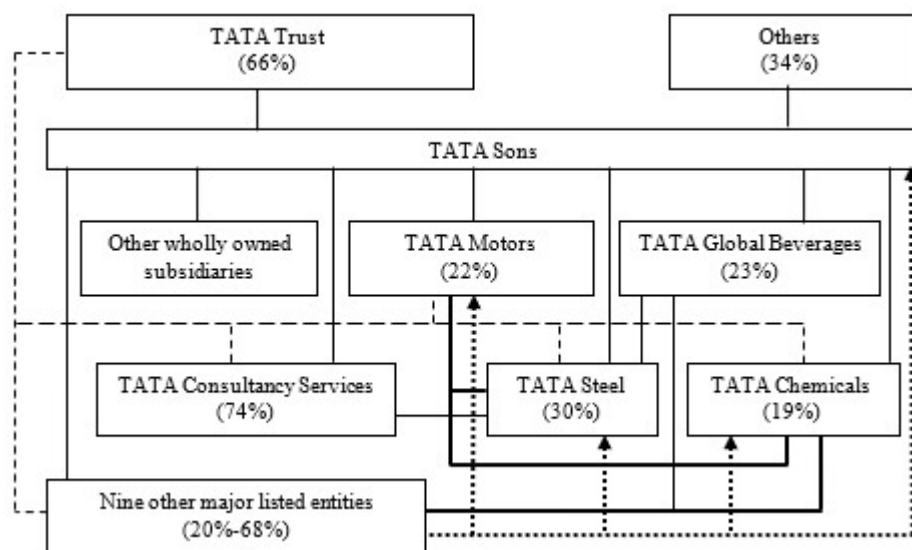 TATA Trust
(66%)
Others
(34%)
TATA Sons
Other wholly owned
subsidiaries
TATA Motors
(22%)
TATA Global Beverages
(23%)
TATA Consultancy Services
(74%)
TATA Steel
(30%)
TATA Chemicals
(19%)
Nine other major listed entities
(20%-68%)